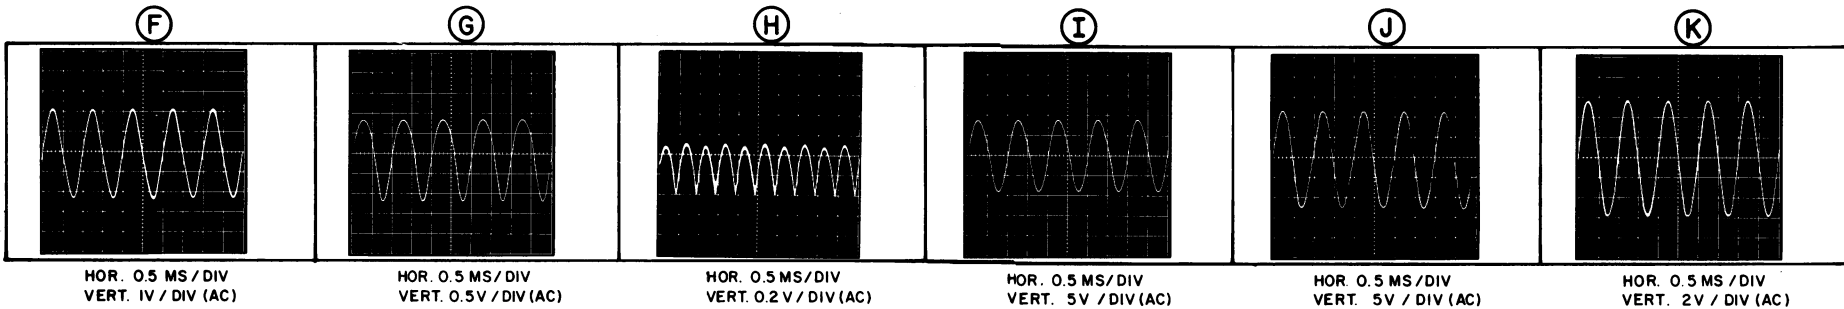 F G H I J K
HOR. 0.5 MS/DIV
VERT. 1V / DIV (AC)
HOR. 0.5 MS/DIV
VERT. 0.5V / DIV (AC)
HOR. 0.5 MS/DIV
VERT. 0.2V / DIV (AC)
HOR. 0.5 MS/DIV
VERT. 5V / DIV (AC)
HOR. 0.5 MS/DIV
VERT. 5V / DIV (AC)
HOR. 0.5 MS/DIV
VERT. 2V / DIV (AC)